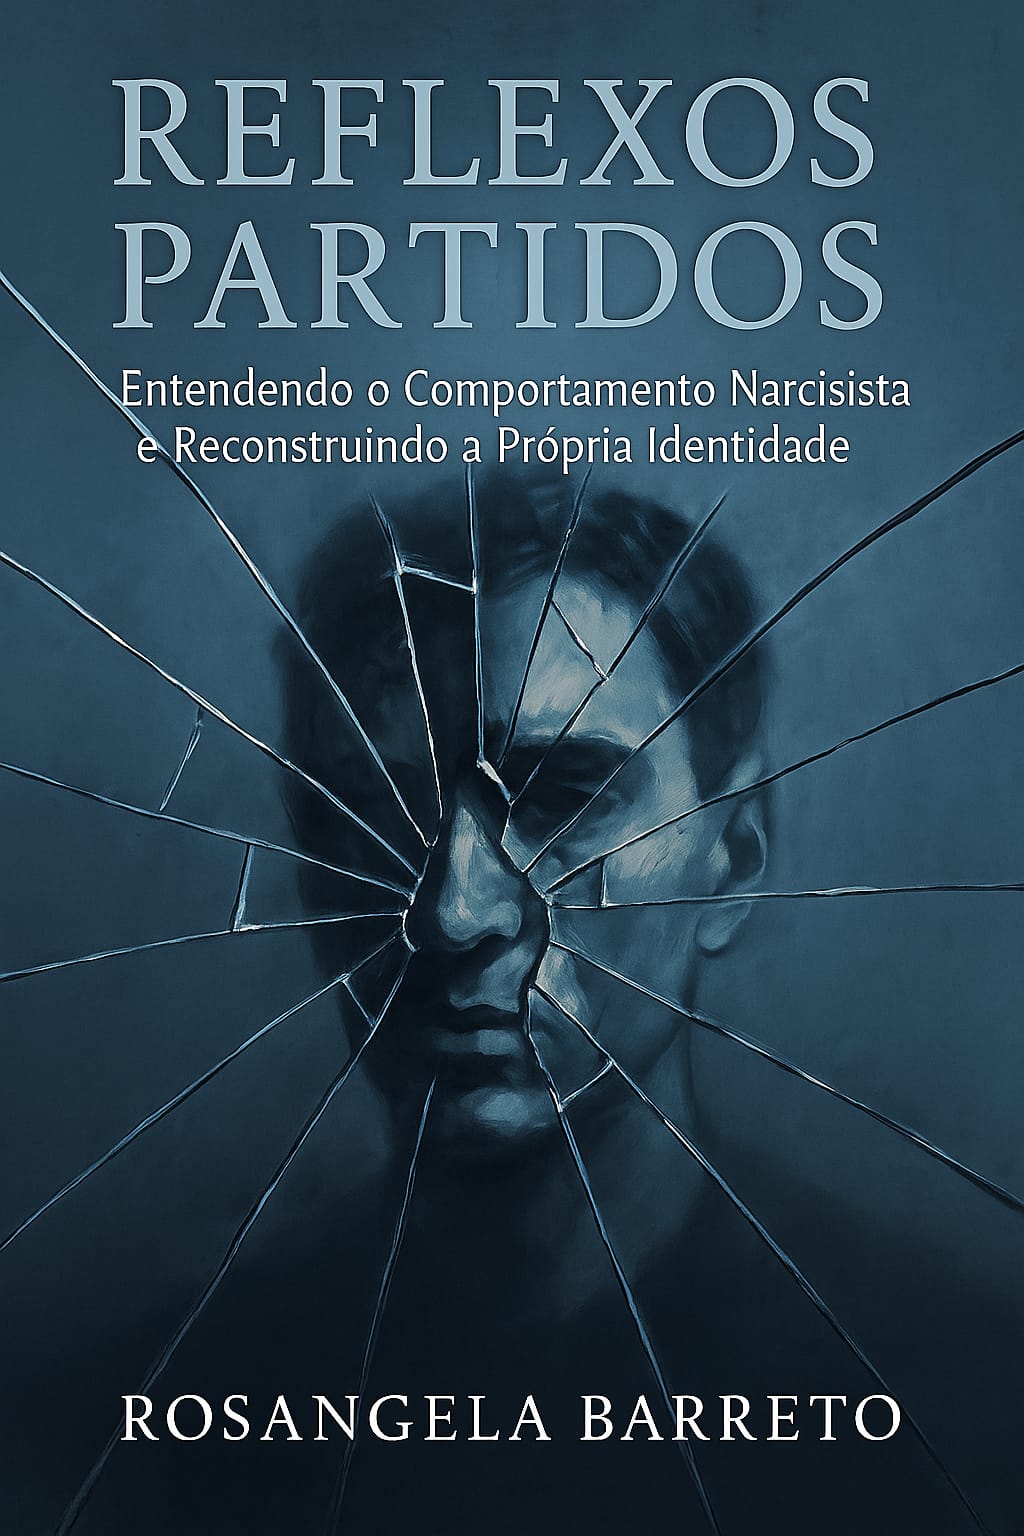 REFLEXOS
PARTIDOS
Entendendo o Comportamento Narcisista
e Reconstruindo a Própria Identidade
ROSANGELA BARRETO